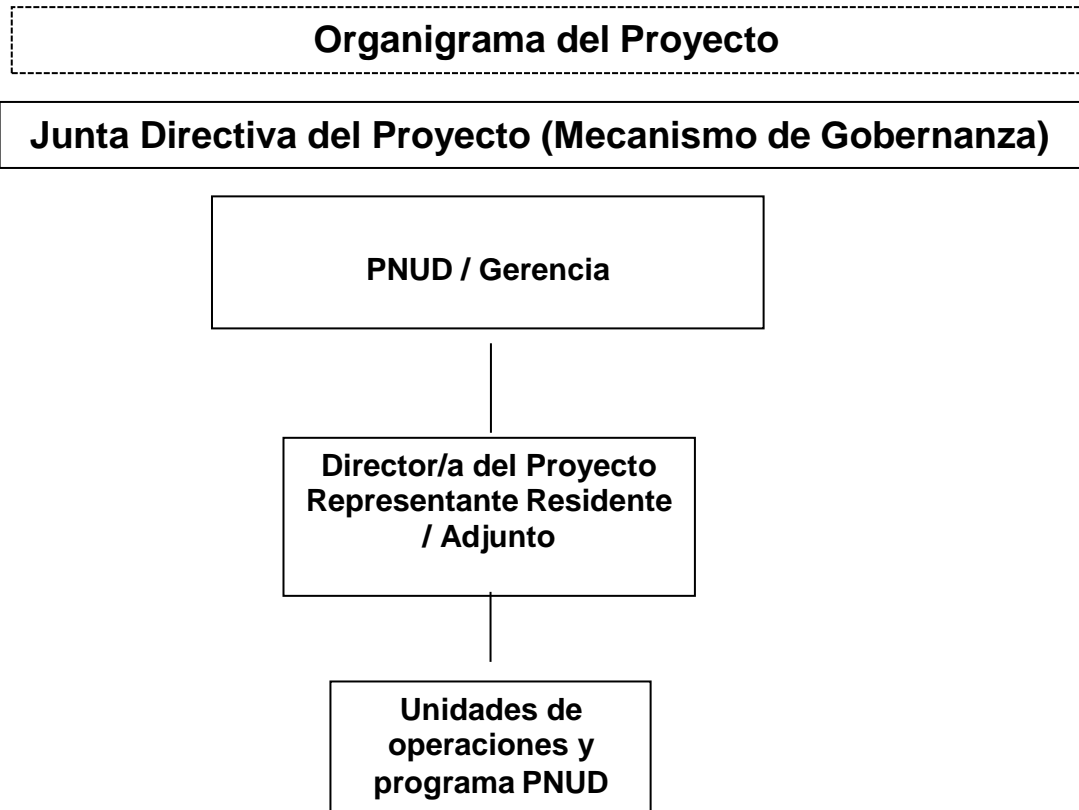 Organigrama del Proyecto
Junta Directiva del Proyecto (Mecanismo de Gobernanza)
PNUD / Gerencia
Director/a del Proyecto
Representante Residente
/ Adjunto
Unidades de
operaciones y
programa PNUD